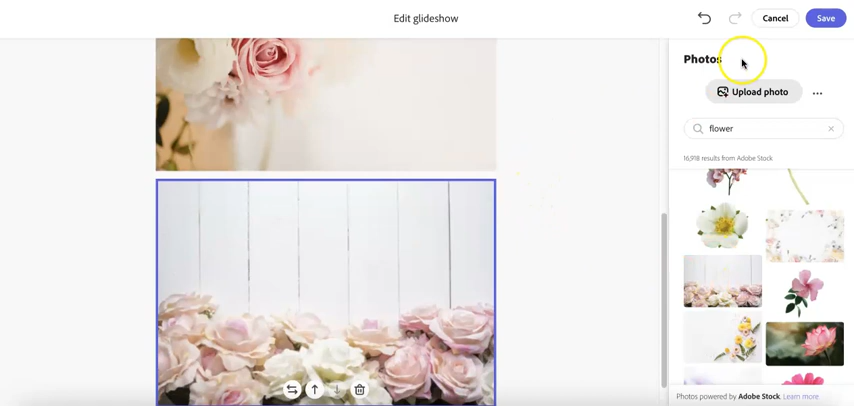 Edit glideshow
Cancel
Save
Photos
Upload photo
flower
16,918 results from Adobe Stock
Photos powered by Adobe Stock. Learn more